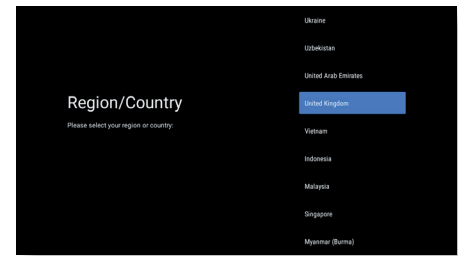 Region/Country
Please select your region or country:
Ukraine
Uzbekistan
United Arab Emirates
United Kingdom
Vietnam
Indonesia
Malaysia
Singapore
Myanmar (Burma)